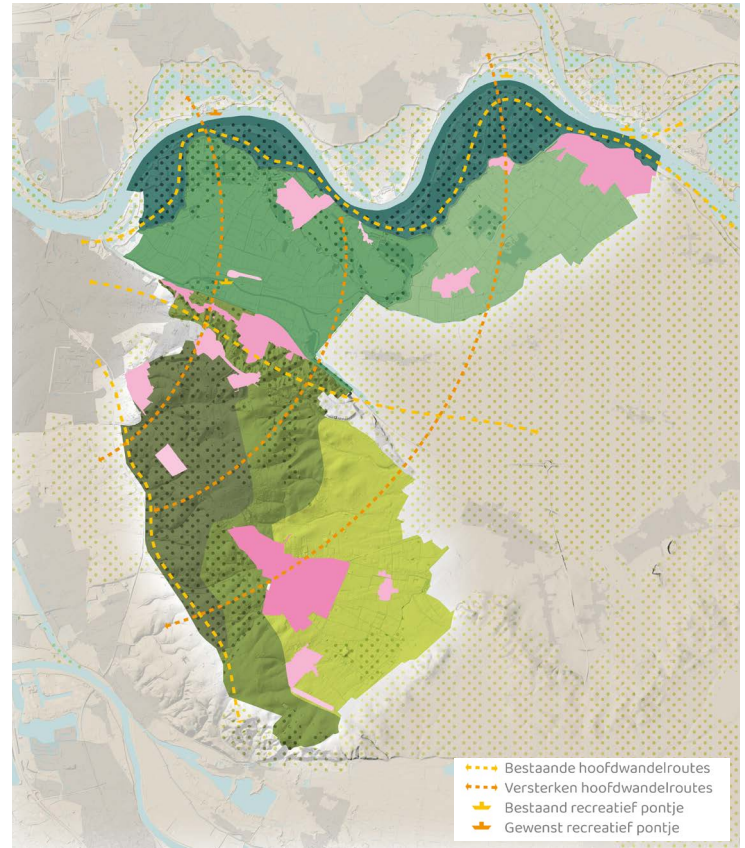 Bestaande hoofdwandelroutes
Versterken hoofdwandelroutes
Bestaand recreatief pontje
Gewenst recreatief pontje